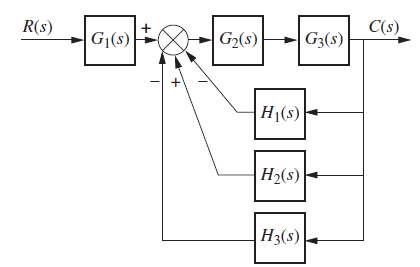 R(s)
G₁(s)
+
G₂(s)
G₃(s)
C(s)
−
+
−
H₁(s)
H₂(s)
H₃(s)